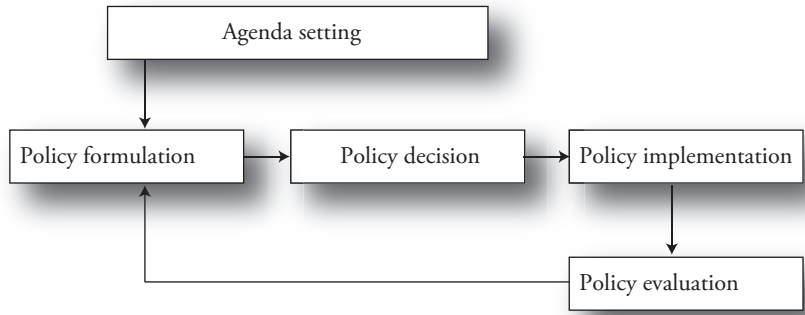 Agenda setting
Policy formulation
Policy decision
Policy implementation
Policy evaluation